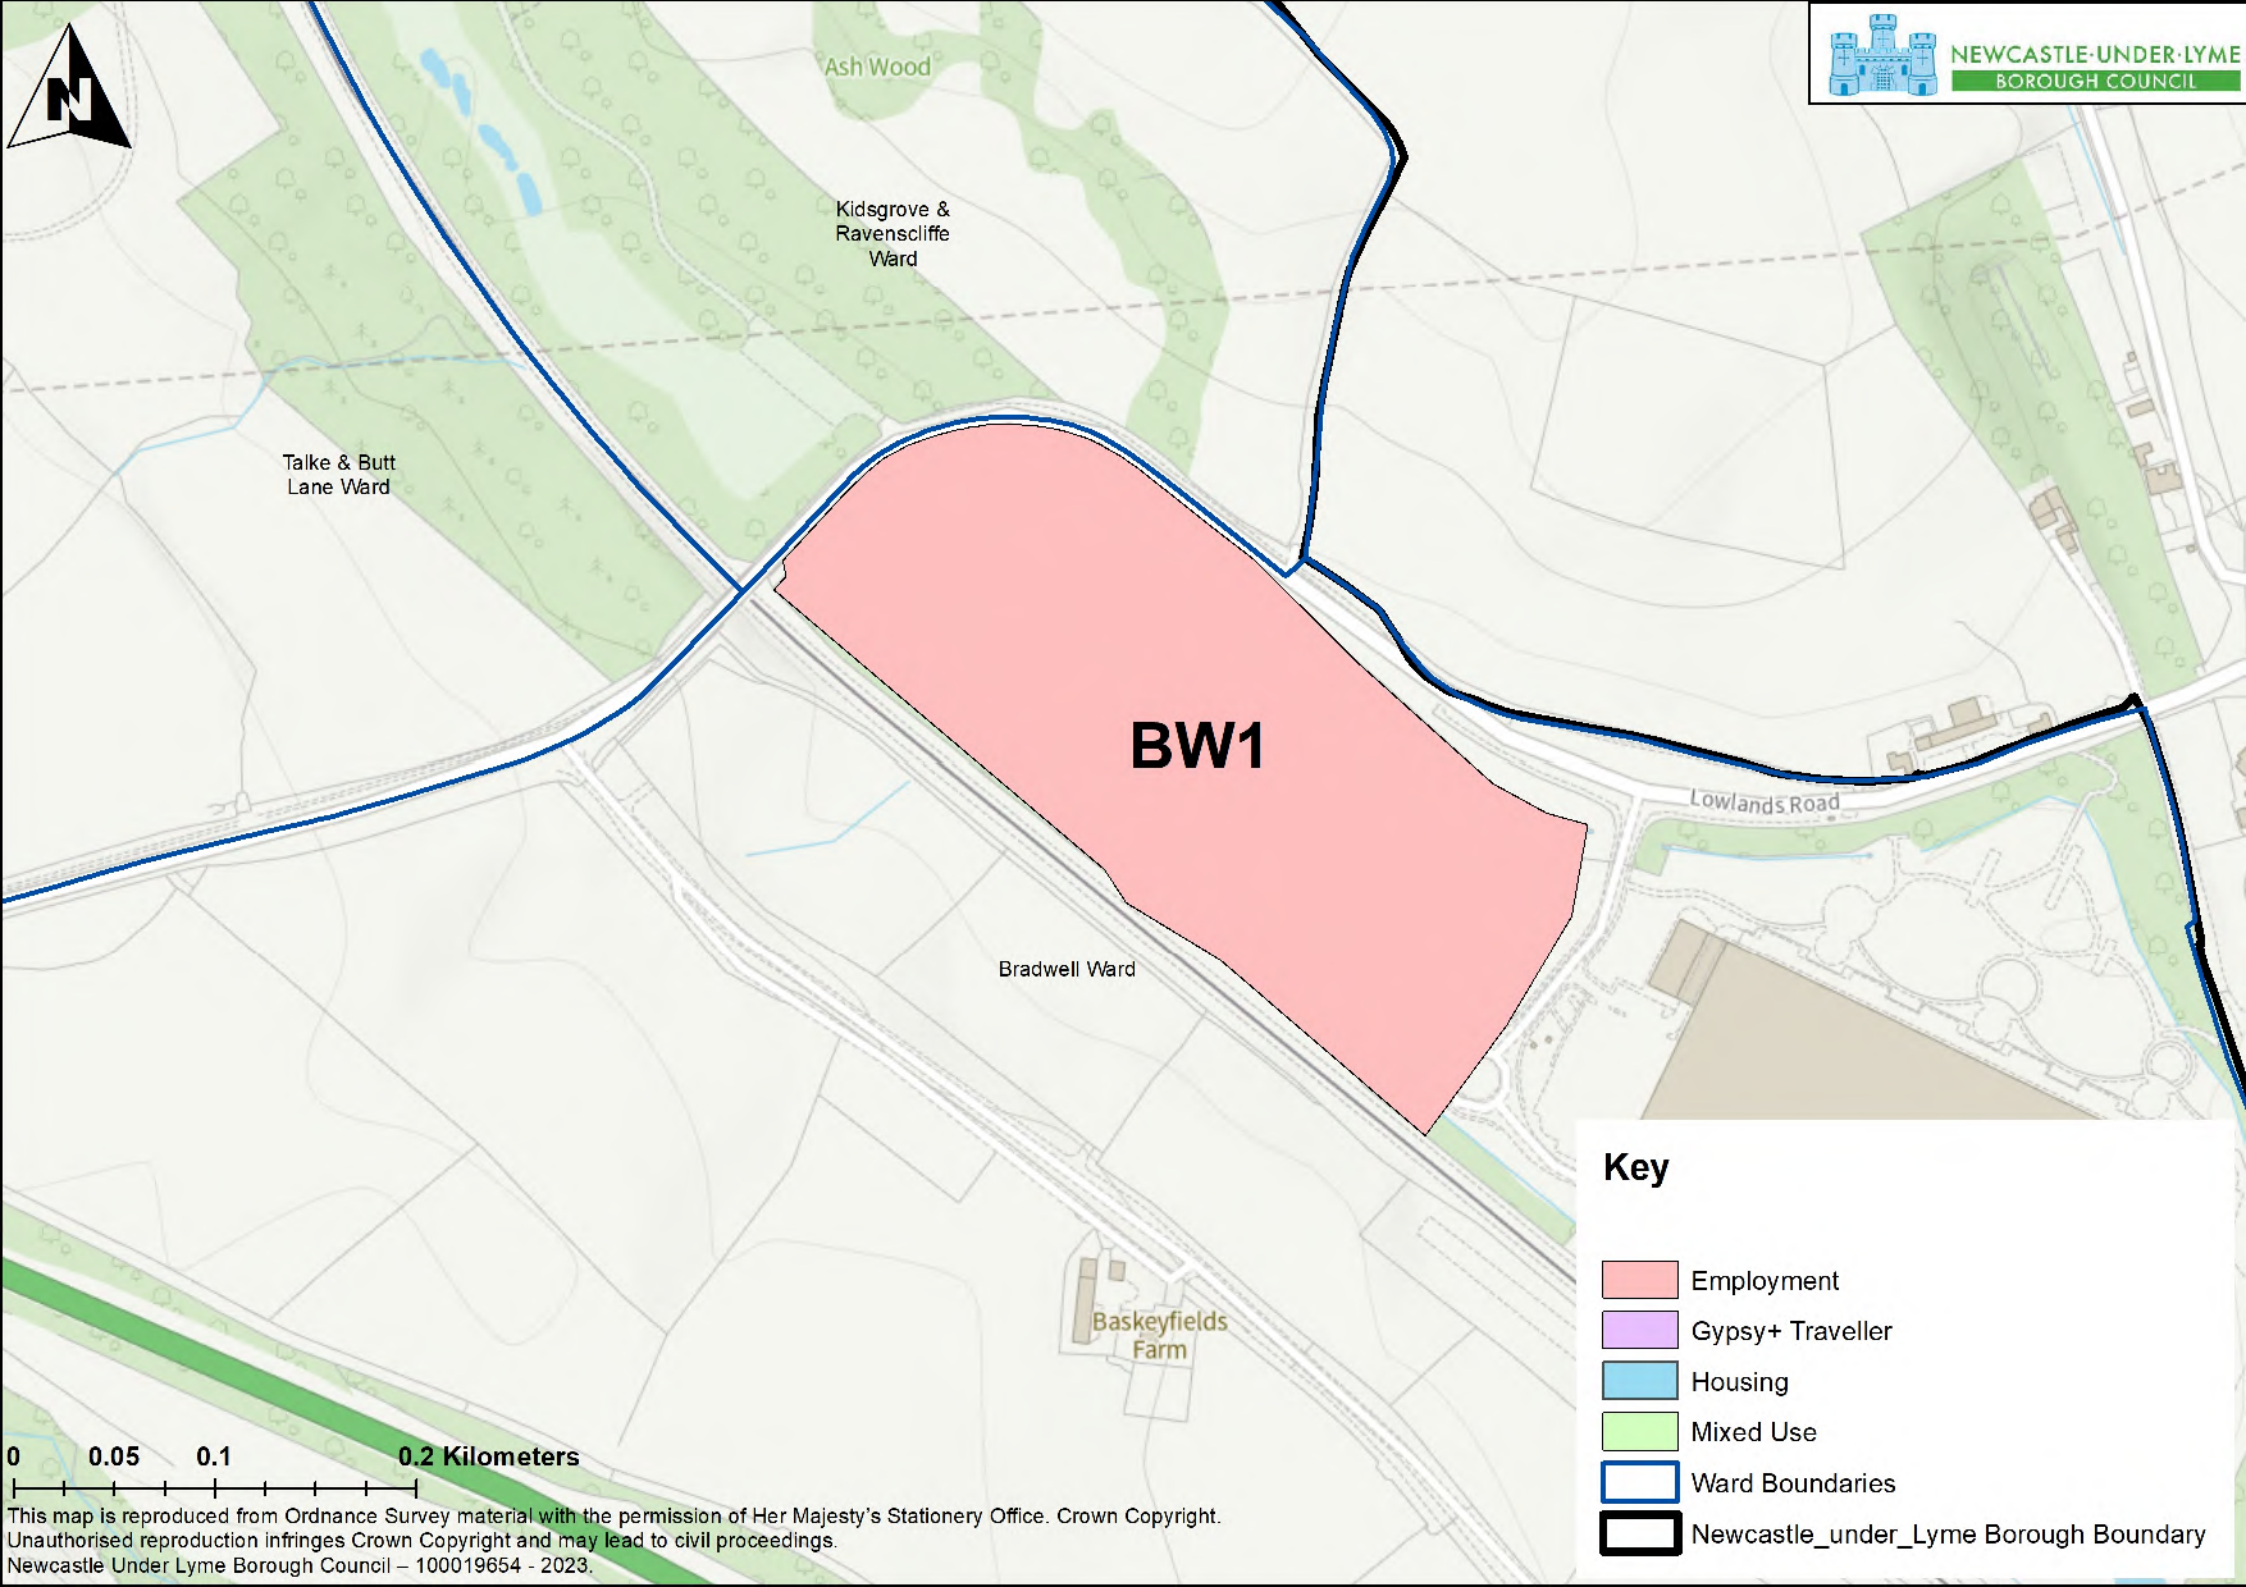 N
NEWCASTLE·UNDER·LYME
BOROUGH COUNCIL
Ash Wood
Kidsgrove &
Ravenscliffe
Ward
Talke & Butt
Lane Ward
BW1
Lowlands Road
Bradwell Ward
Baskeyfields
Farm
Key
Employment
Gypsy+ Traveller
Housing
Mixed Use
Ward Boundaries
Newcastle_under_Lyme Borough Boundary
0 0.05 0.1 0.2 Kilometers
This map is reproduced from Ordnance Survey material with the permission of Her Majesty's Stationery Office. Crown Copyright.
Unauthorised reproduction infringes Crown Copyright and may lead to civil proceedings.
Newcastle Under Lyme Borough Council – 100019654 - 2023.